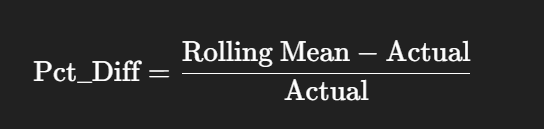 Pct_Diff = Rolling Mean − Actual
Actual